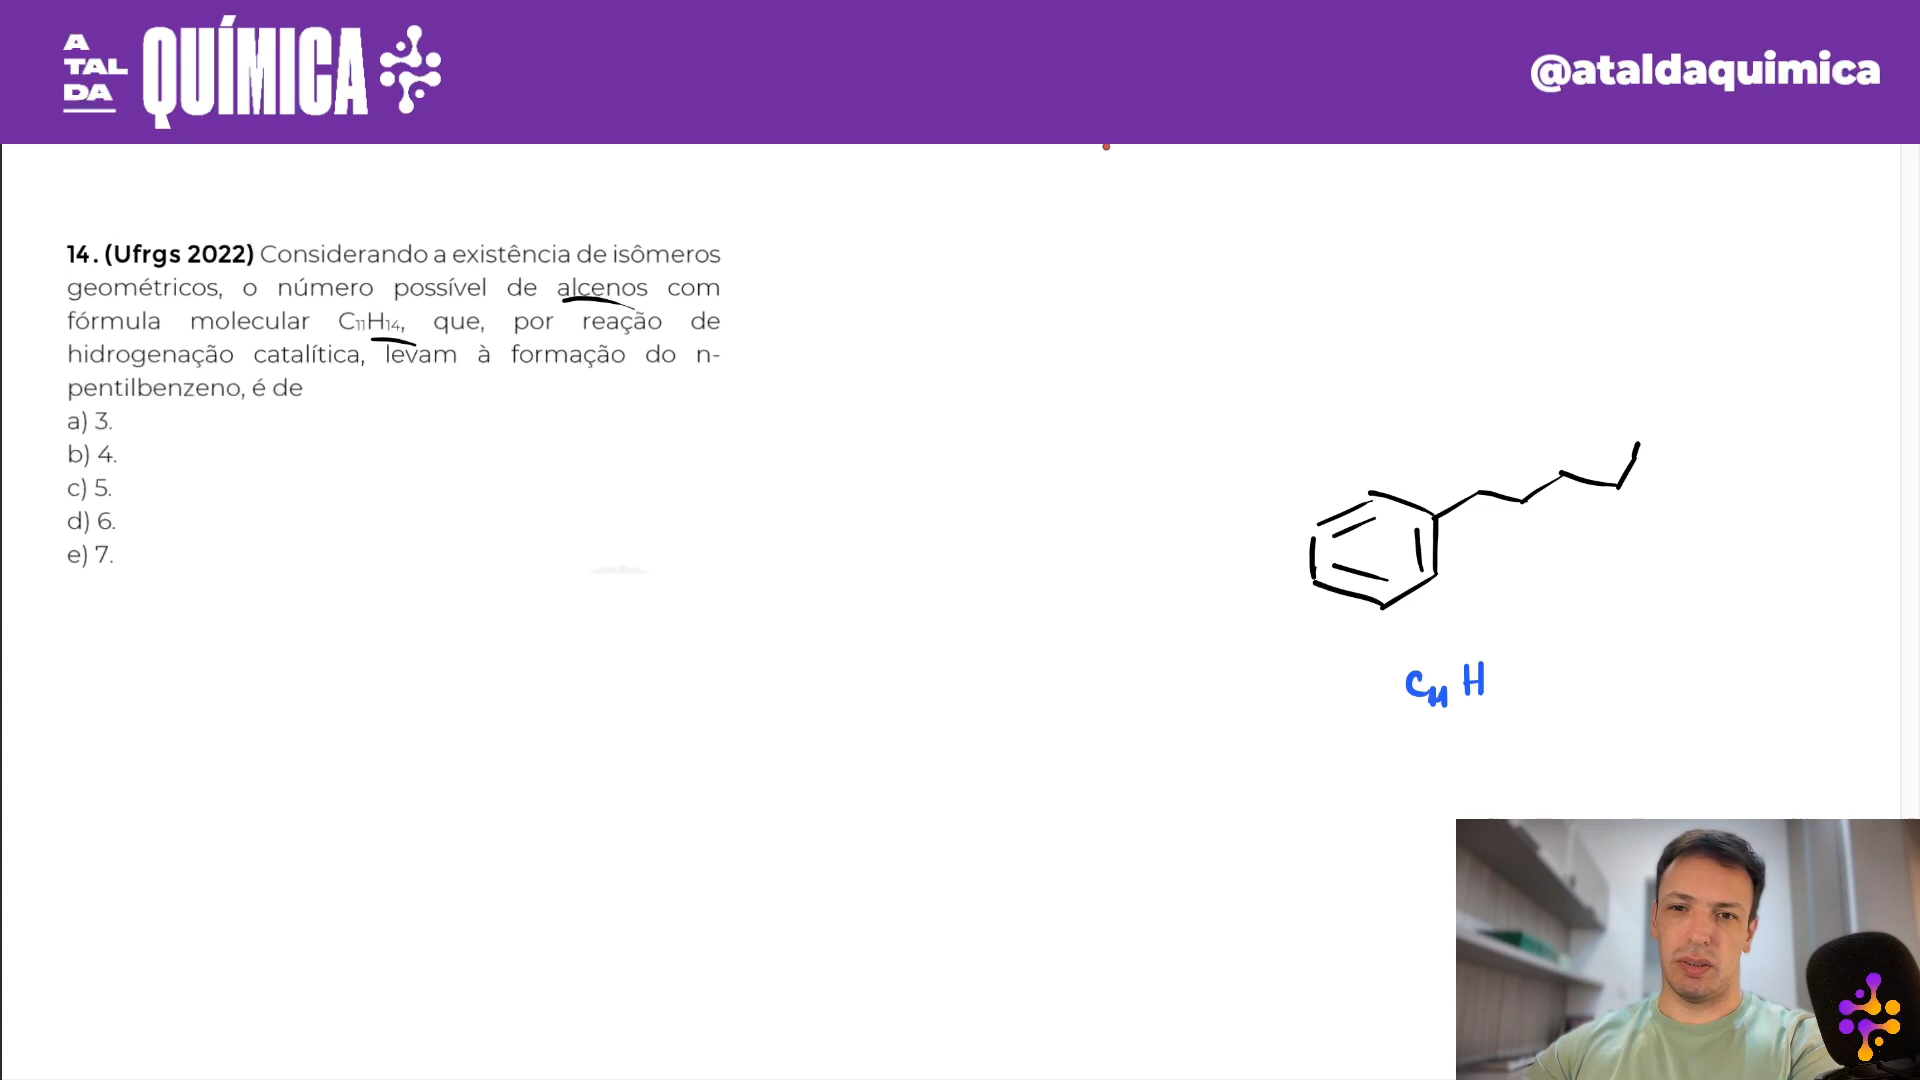 A TAL DA QUÍMICA
@ataldaquimica
14. (Ufrgs 2022) Considerando a existência de isômeros
geométricos, o número possível de alcenos com
fórmula molecular C₁₁H₁₄, que, por reação de
hidrogenação catalítica, levam à formação do n-
pentilbenzeno, é de
a) 3.
b) 4.
c) 5.
d) 6.
e) 7.
C₁₁ H